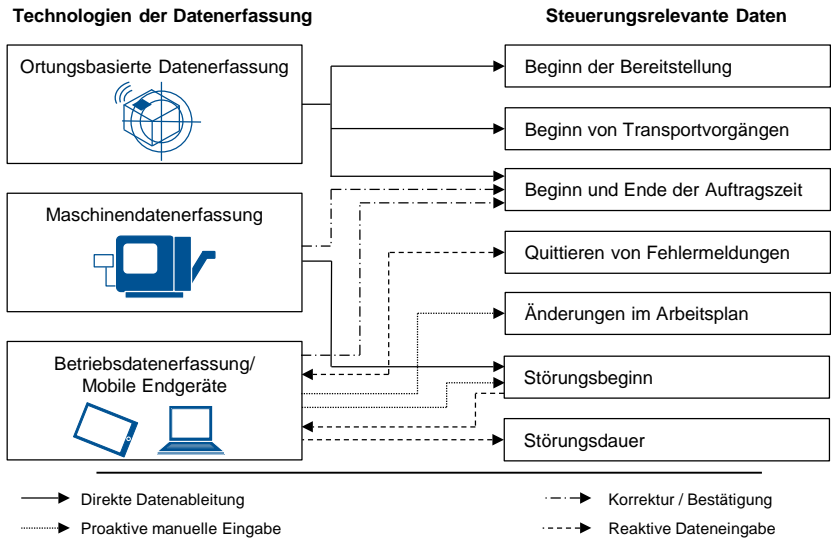 Technologien der Datenerfassung
Steuerungsrelevante Daten
Ortungsbasierte Datenerfassung
Maschinendatenerfassung
Betriebsdatenerfassung/
Mobile Endgeräte
Beginn der Bereitstellung
Beginn von Transportvorgängen
Beginn und Ende der Auftragszeit
Quittieren von Fehlermeldungen
Änderungen im Arbeitsplan
Störungsbeginn
Störungsdauer
Direkte Datenableitung
Proaktive manuelle Eingabe
Korrektur / Bestätigung
Reaktive Dateneingabe